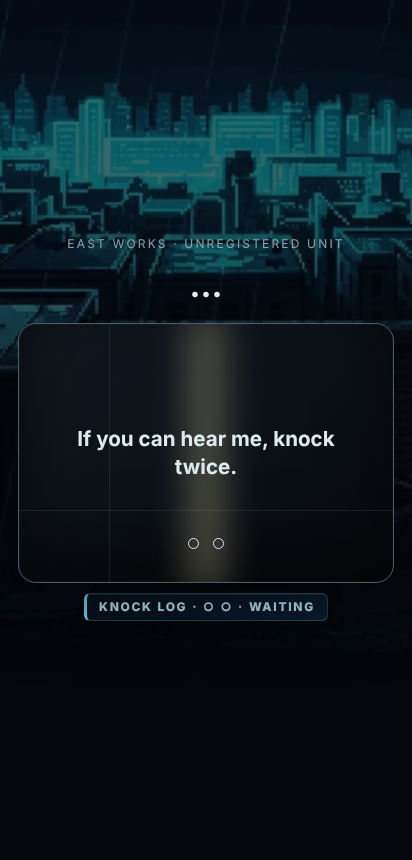 EAST WORKS · UNREGISTERED UNIT
•••
If you can hear me, knock
twice.
KNOCK LOG · ○ ○ · WAITING